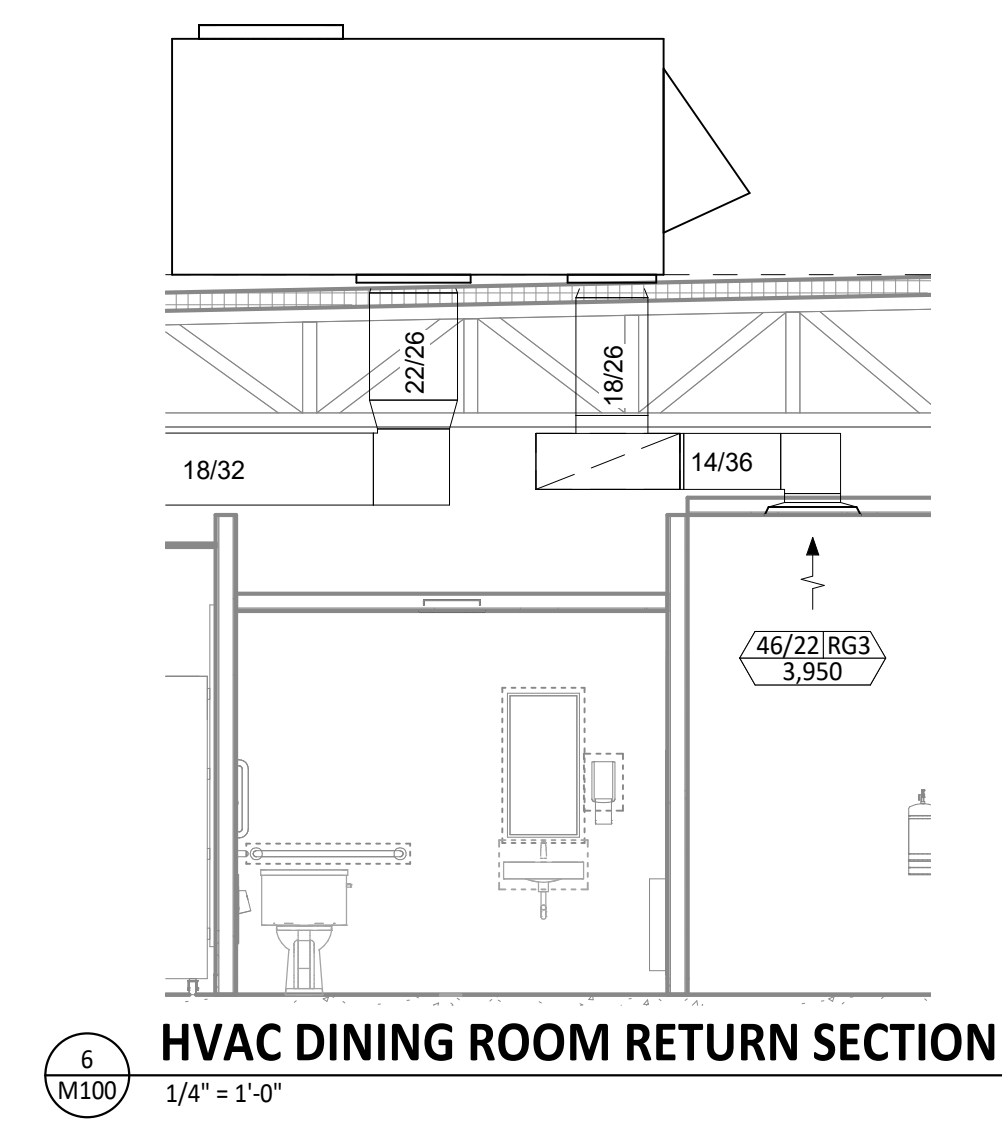 22/26
18/26
18/32
14/36
46/22 RG3
3,950
6
M100
HVAC DINING ROOM RETURN SECTION
1/4" = 1'-0"